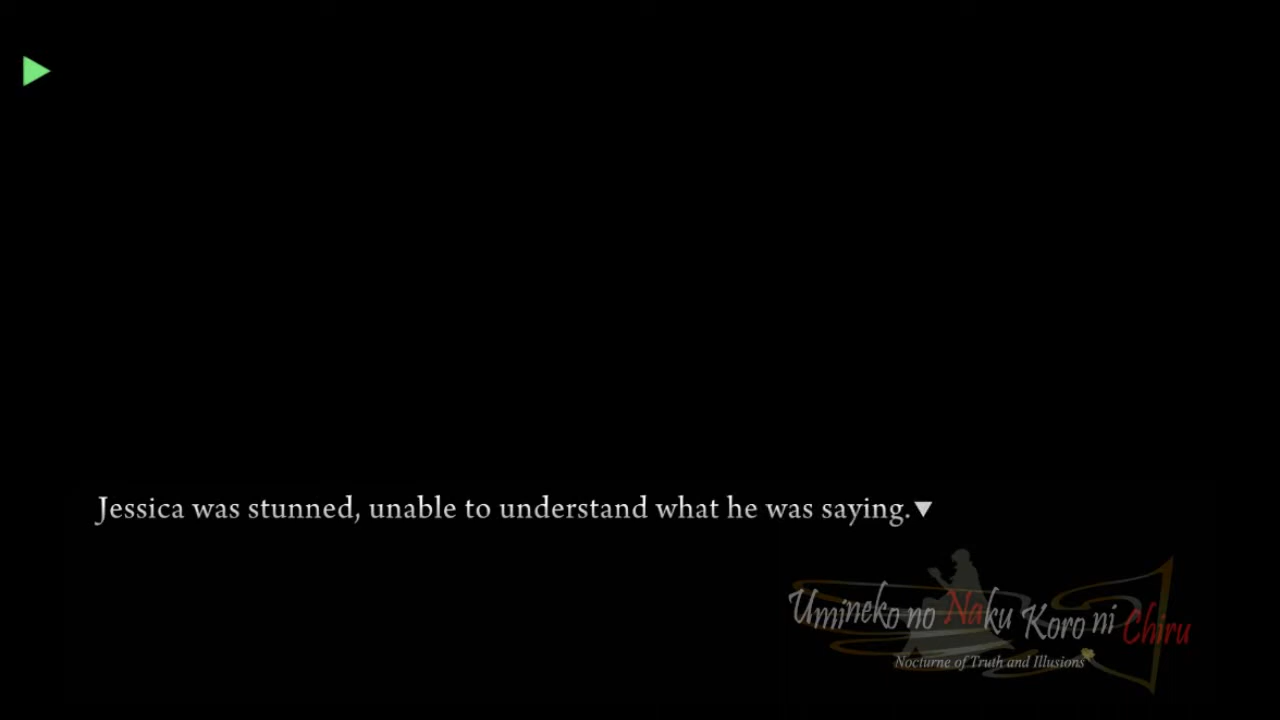 Jessica was stunned, unable to understand what he was saying.
Umineko no Naku Koro ni Chiru
Nocturne of Truth and Illusions